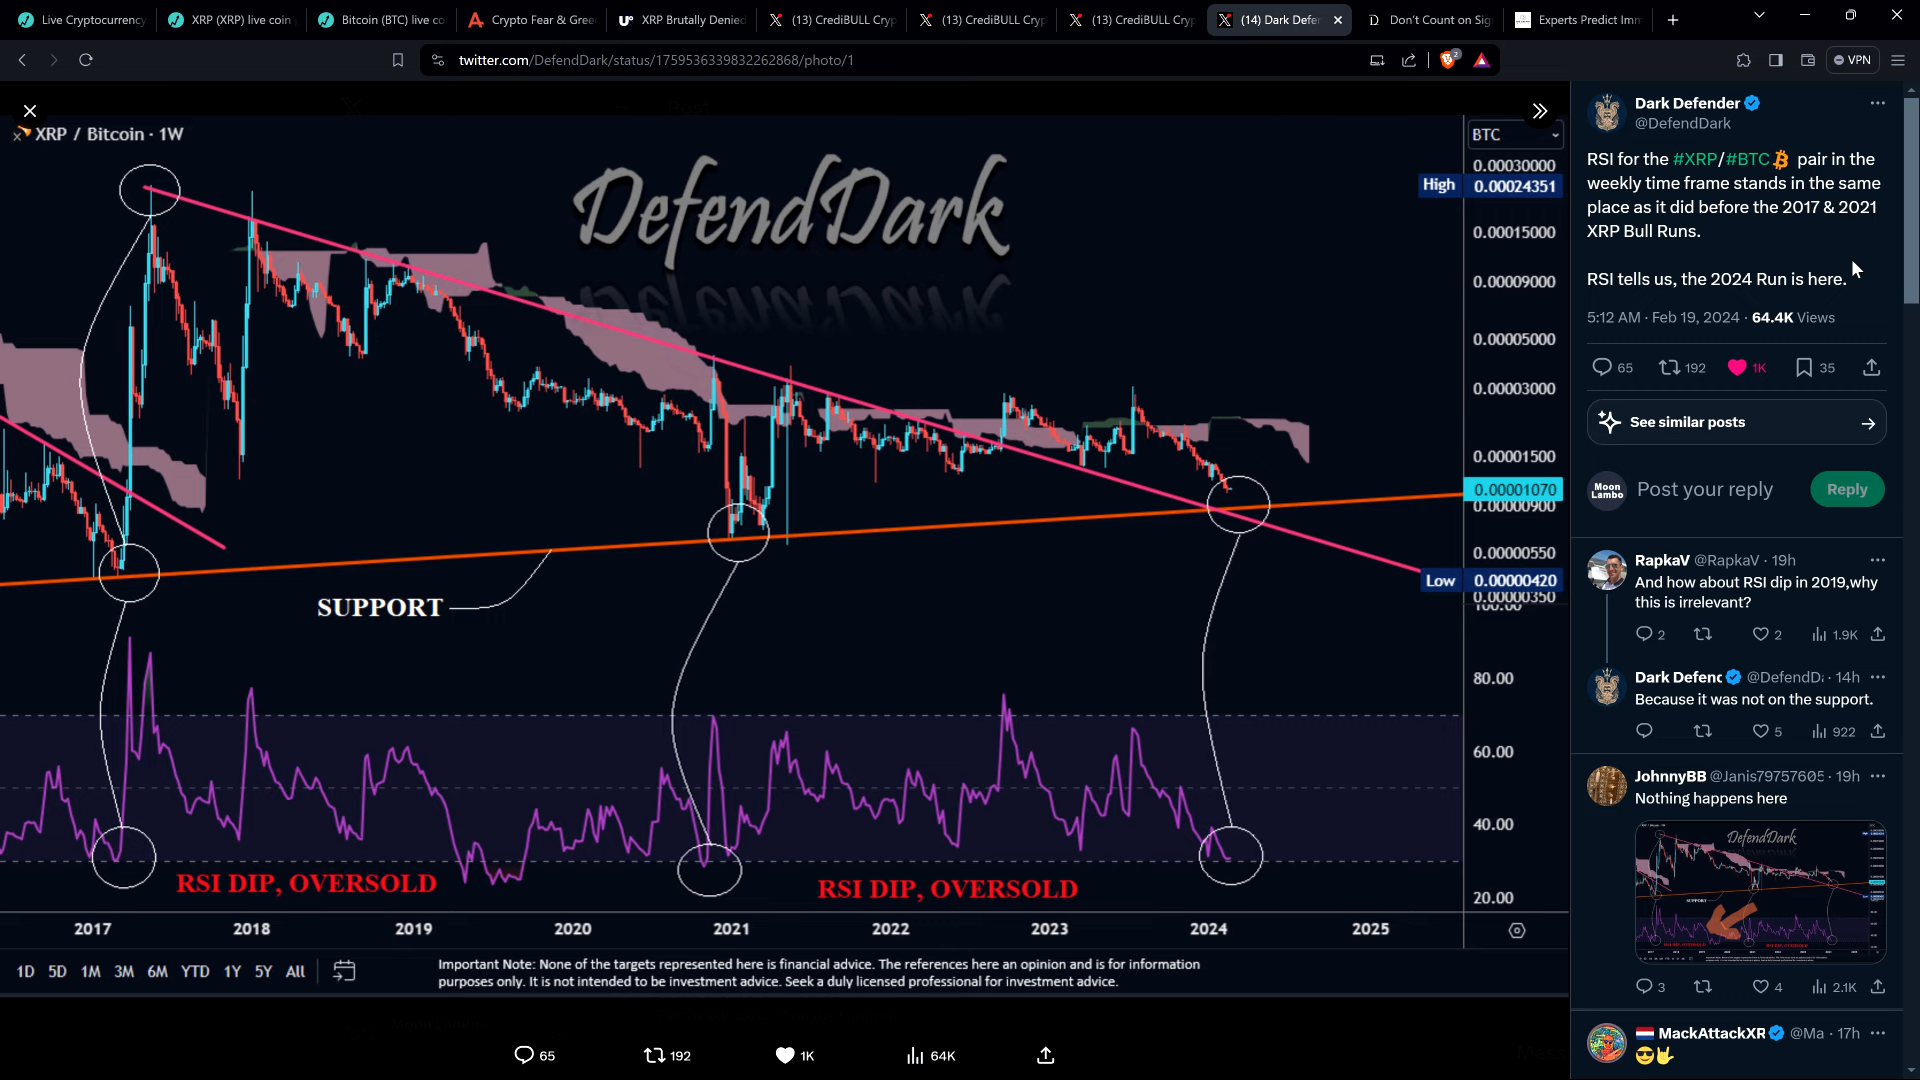 Live Cryptocurrency
XRP (XRP) live coin
Bitcoin (BTC) live co
Crypto Fear & Gree
XRP Brutally Denied
(13) CrediBULL Cryp
(13) CrediBULL Cryp
(13) CrediBULL Cryp
(14) Dark Defen
Don't Count on Sig
Experts Predict Imm
twitter.com/DefendDark/status/1759536339832262868/photo/1
2
VPN
XRP / Bitcoin · 1W
DefendDark
BTC
0.00030000
High 0.00024351
0.00015000
0.00009000
0.00005000
0.00003000
0.00001500
0.00001070
0.00000900
0.00000550
Low 0.00000420
0.00000350
100.00
80.00
60.00
40.00
20.00
SUPPORT
RSI DIP, OVERSOLD
RSI DIP, OVERSOLD
2017 2018 2019 2020 2021 2022 2023 2024 2025
1D 5D 1M 3M 6M YTD 1Y 5Y All
Important Note: None of the targets represented here is financial advice. The references here an opinion and is for information
purposes only. It is not intended to be investment advice. Seek a duly licensed professional for investment advice.
65 192 1K 64K
Dark Defender
@DefendDark
RSI for the #XRP/#BTC pair in the
weekly time frame stands in the same
place as it did before the 2017 & 2021
XRP Bull Runs.
RSI tells us, the 2024 Run is here.
5:12 AM · Feb 19, 2024 · 64.4K Views
65 192 1K 35
See similar posts
Moon
Lambo
Post your reply
Reply
RapkaV @RapkaV · 19h
And how about RSI dip in 2019,why
this is irrelevant?
2 2 1.9K
Dark Defenc @DefendDa · 14h
Because it was not on the support.
5 922
JohnnyBB @Janis79757605 · 19h
Nothing happens here
DefendDark
SUPPORT
3 4 2.1K
MackAttackXR @Ma · 17h